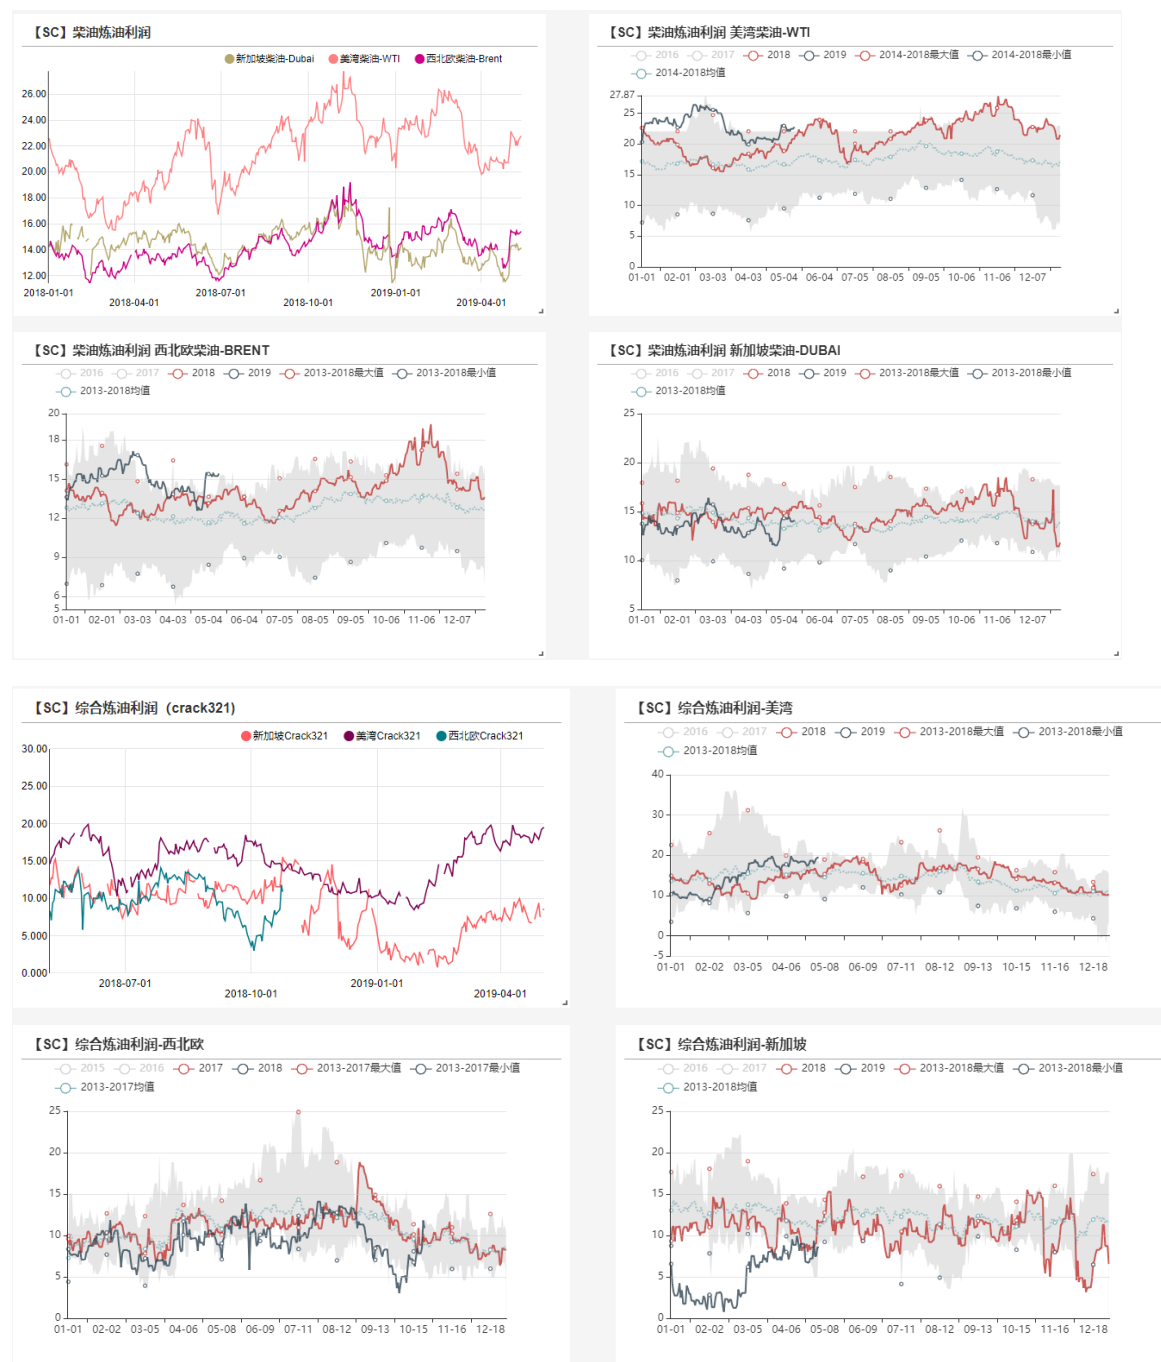 【SC】柴油炼油利润
新加坡柴油-Dubai 美湾柴油-WTI 西北欧柴油-Brent
26.00
24.00
22.00
20.00
18.00
16.00
14.00
12.00
2018-01-01 2018-04-01 2018-07-01 2018-10-01 2019-01-01 2019-04-01
【SC】柴油炼油利润 美湾柴油-WTI
2016 2017 2018 2019 2014-2018最大值 2014-2018最小值
2014-2018均值
27.87
25
20
15
10
5
0
01-01 02-01 03-03 04-03 05-04 06-04 07-05 08-05 09-05 10-06 11-06 12-07
【SC】柴油炼油利润 西北欧柴油-BRENT
2016 2017 2018 2019 2013-2018最大值 2013-2018最小值
2013-2018均值
20
18
15
12
9
6
5
01-01 02-01 03-03 04-03 05-04 06-04 07-05 08-05 09-05 10-06 11-06 12-07
【SC】柴油炼油利润 新加坡柴油-DUBAI
2016 2017 2018 2019 2013-2018最大值 2013-2018最小值
2013-2018均值
25
20
15
10
5
01-01 02-01 03-03 04-03 05-04 06-04 07-05 08-05 09-05 10-06 11-06 12-07
【SC】综合炼油利润（crack321)
新加坡Crack321 美湾Crack321 西北欧Crack321
30.00
25.00
20.00
15.00
10.00
5.000
0.000
2018-07-01 2018-10-01 2019-01-01 2019-04-01
【SC】综合炼油利润-美湾
2016 2017 2018 2019 2013-2018最大值 2013-2018最小值
2013-2018均值
40
30
20
10
0
-5
01-01 02-02 03-05 04-06 05-08 06-09 07-11 08-12 09-13 10-15 11-16 12-18
【SC】综合炼油利润-西北欧
2015 2016 2017 2018 2013-2017最大值 2013-2017最小值
2013-2017均值
25
20
15
10
5
0
01-01 02-02 03-05 04-06 05-08 06-09 07-11 08-12 09-13 10-15 11-16 12-18
【SC】综合炼油利润-新加坡
2016 2017 2018 2019 2013-2018最大值 2013-2018最小值
2013-2018均值
25
20
15
10
5
0
01-01 02-02 03-05 04-06 05-08 06-09 07-11 08-12 09-13 10-15 11-16 12-18